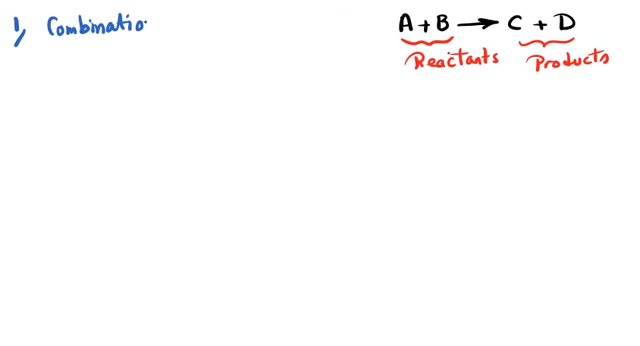 1, Combinatio
A + B → C + D
Reactants Products